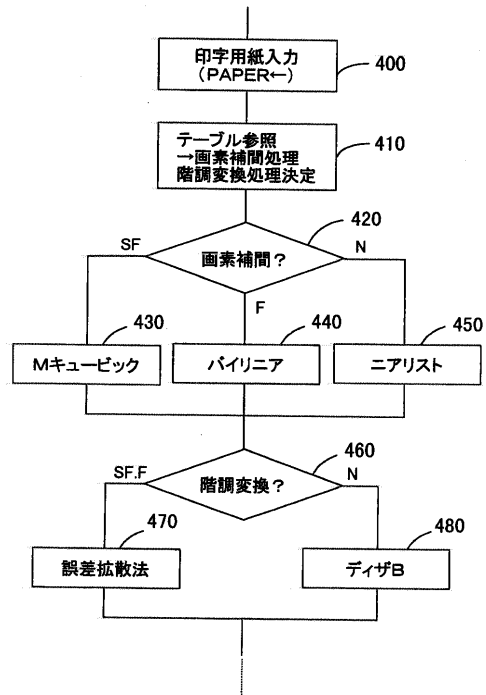 印字用紙入力
(PAPER←)
400
テーブル参照
→画素補間処理
階調変換処理決定
410
420
SF
画素補間?
N
F
430
440
450
Mキュービック
バイリニア
ニアリスト
460
SF.F
階調変換?
N
470
480
誤差拡散法
ディザB